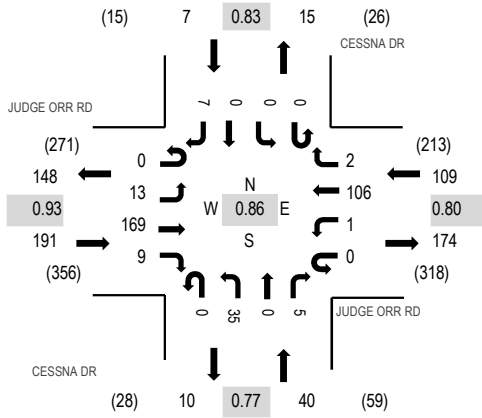 (15) 7 0.83 15 (26)
CESSNA DR
JUDGE ORR RD
7 0 0 0
(271) (213)
148 0 2 109
13 N 106
0.93 W 0.86 E 0.80
169 S 1
191 9 0 174
(356) (318)
0 35 0 5
JUDGE ORR RD
CESSNA DR
(28) 10 0.77 40 (59)